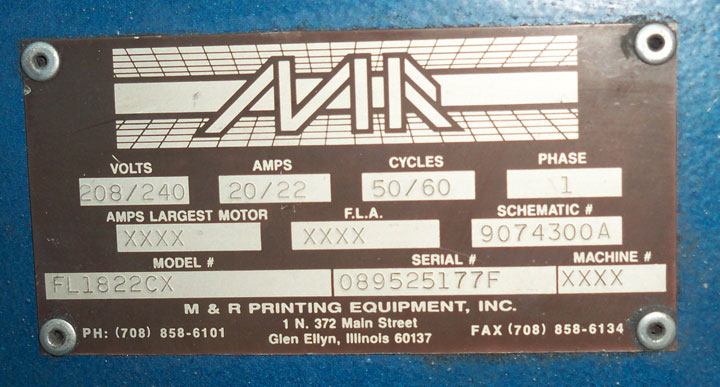 M&R
VOLTS AMPS CYCLES PHASE
208/240 20/22 50/60 1
AMPS LARGEST MOTOR F.L.A. SCHEMATIC #
XXXX XXXX 9074300A
MODEL # SERIAL # MACHINE #
FL1822CX 089525177F XXXX
M & R PRINTING EQUIPMENT, INC.
PH: (708) 858-6101 1 N. 372 Main Street FAX (708) 858-6134
Glen Ellyn, Illinois 60137